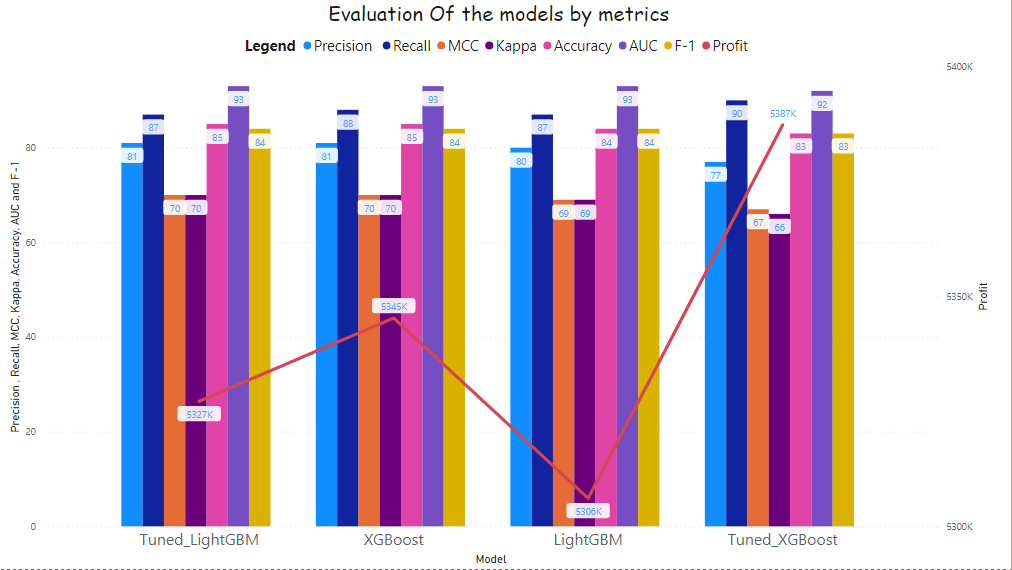 Evaluation Of the models by metrics
Legend Precision Recall MCC Kappa Accuracy AUC F-1 Profit
5400K
5350K
5300K
Profit
80
60
40
20
0
Precision , Recall, MCC, Kappa, Accuracy, AUC and F-1
81 87 70 70 85 93 84
5327K
81 88 70 70 85 93 84
5345K
80 87 69 69 84 93 84
5306K
77 90 67 66 83 92 83
5387K
Tuned_LightGBM XGBoost LightGBM Tuned_XGBoost
Model